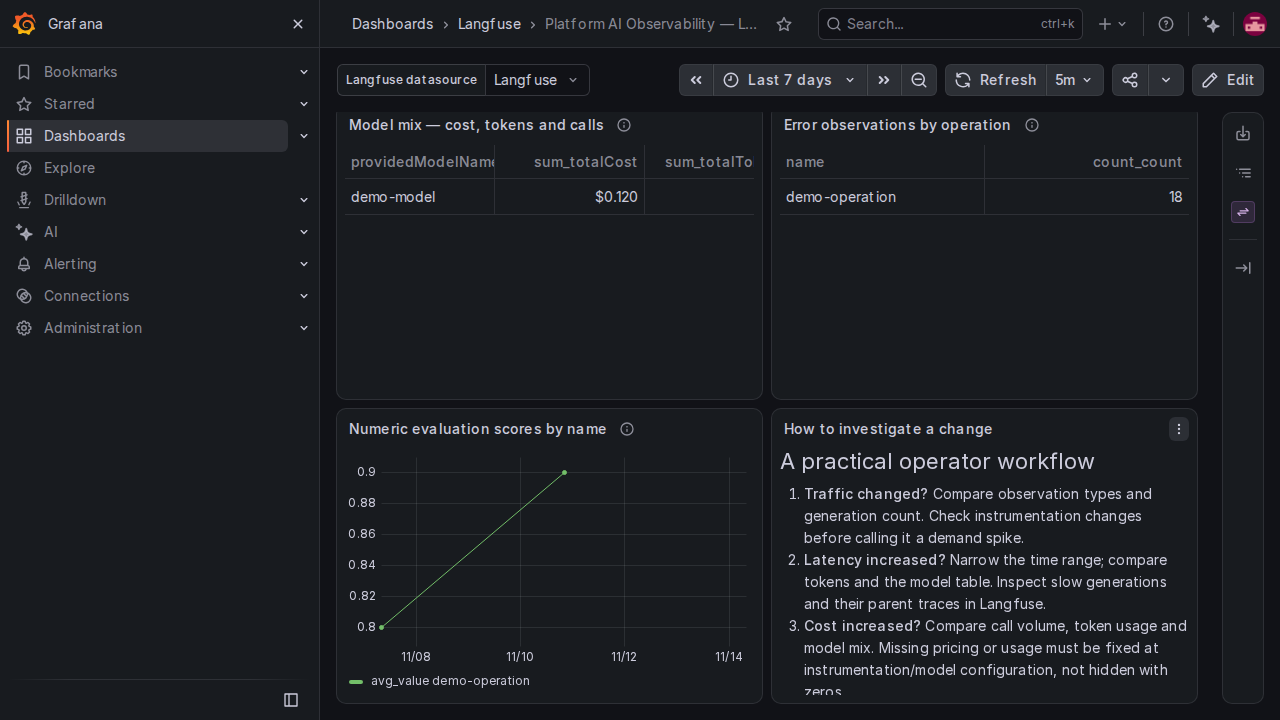 Grafana
Dashboards
Langfuse
Platform AI Observability — L...
Search...
ctrl+k
Bookmarks
Starred
Dashboards
Explore
Drilldown
AI
Alerting
Connections
Administration
Langfuse datasource
Langfuse
Last 7 days
Refresh
5m
Edit
Model mix — cost, tokens and calls
providedModelName
sum_totalCost
sum_totalTo
demo-model
$0.120
Error observations by operation
name
count_count
demo-operation
18
Numeric evaluation scores by name
0.9
0.88
0.86
0.84
0.82
0.8
11/08
11/10
11/12
11/14
avg_value demo-operation
How to investigate a change
A practical operator workflow
1. Traffic changed? Compare observation types and
generation count. Check instrumentation changes
before calling it a demand spike.
2. Latency increased? Narrow the time range; compare
tokens and the model table. Inspect slow generations
and their parent traces in Langfuse.
3. Cost increased? Compare call volume, token usage and
model mix. Missing pricing or usage must be fixed at
instrumentation/model configuration, not hidden with
zeros.